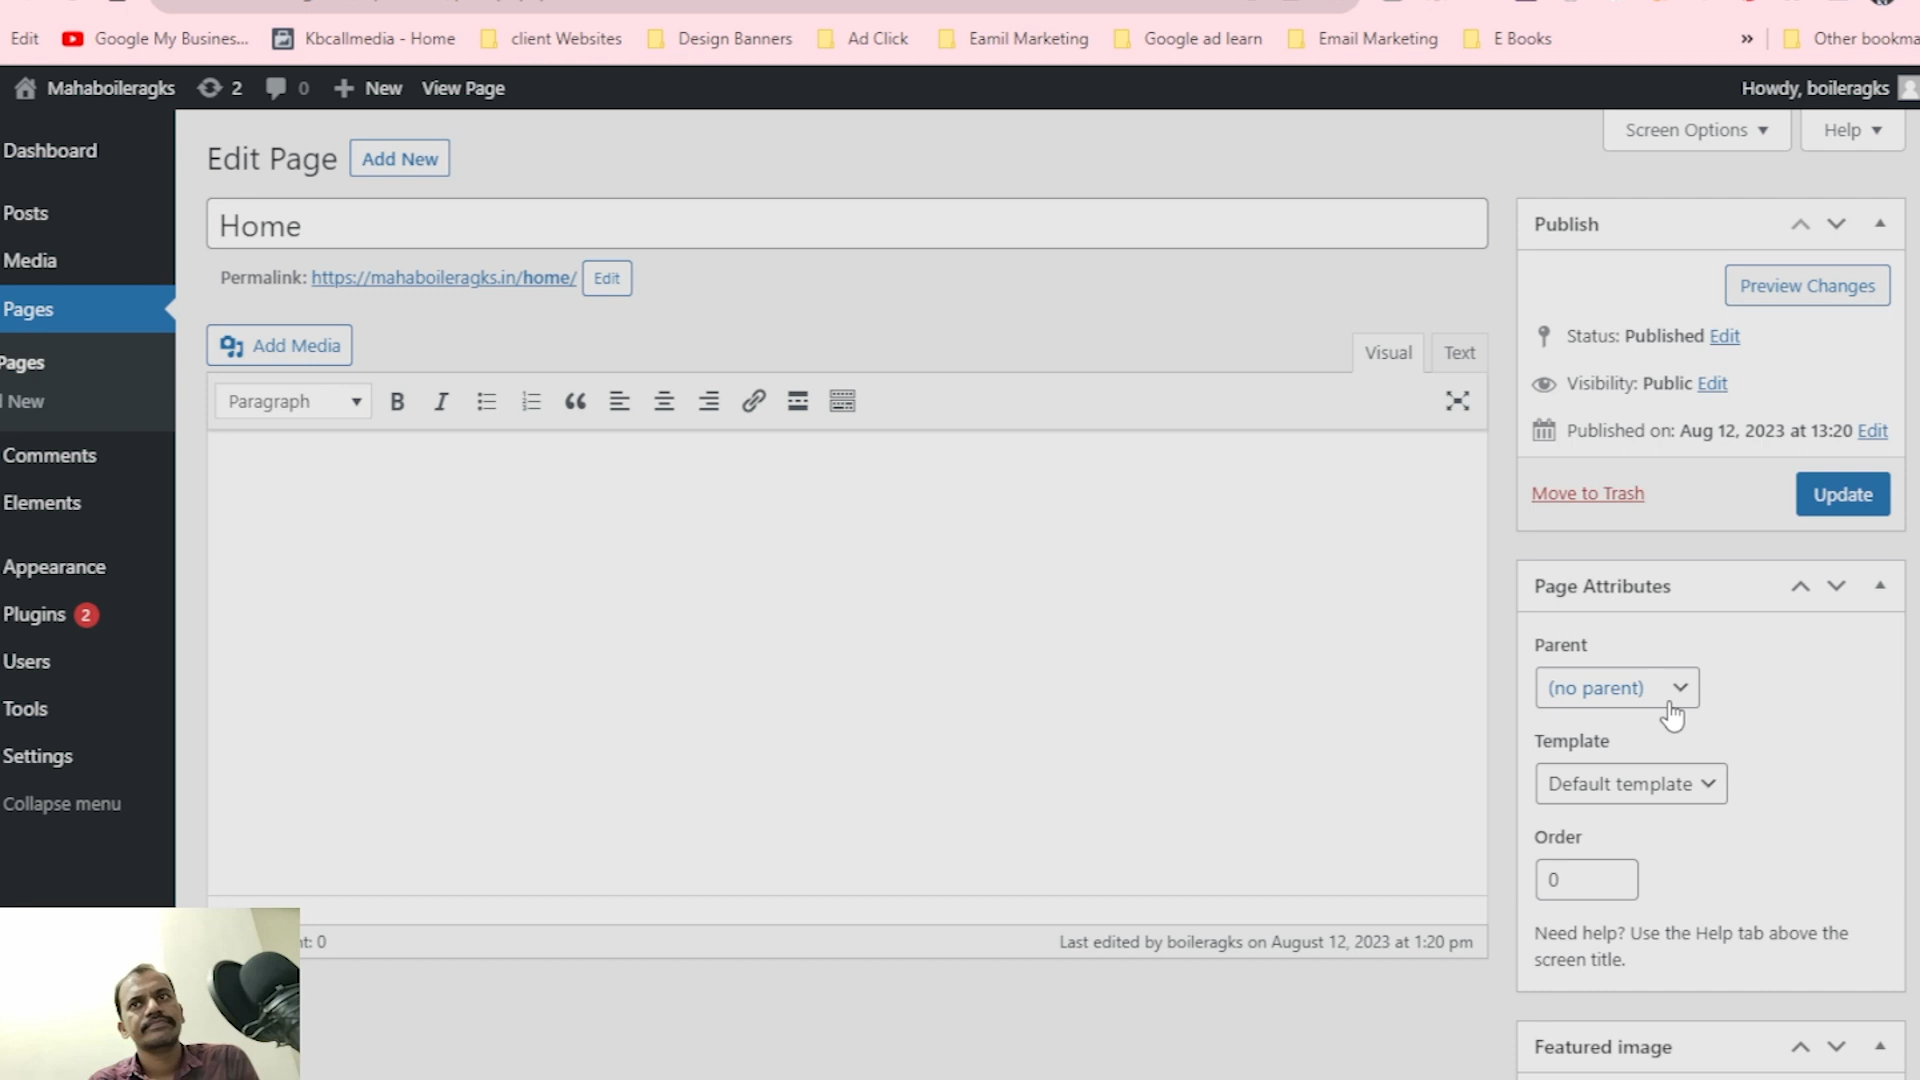 Edit Google My Busines... Kbcallmedia - Home client Websites Design Banners Ad Click Eamil Marketing Google ad learn Email Marketing E Books » Other bookma
Mahaboileragks 2 0 New View Page Howdy, boileragks
Screen Options Help
Dashboard
Posts
Media
Pages
Pages
New
Comments
Elements
Appearance
Plugins 2
Users
Tools
Settings
Collapse menu
Edit Page Add New
Home
Permalink: https://mahaboileragks.in/home/ Edit
Add Media
Visual Text
Paragraph B I
nt: 0
Last edited by boileragks on August 12, 2023 at 1:20 pm
Publish
Preview Changes
Status: Published Edit
Visibility: Public Edit
Published on: Aug 12, 2023 at 13:20 Edit
Move to Trash Update
Page Attributes
Parent
(no parent)
Template
Default template
Order
0
Need help? Use the Help tab above the
screen title.
Featured image